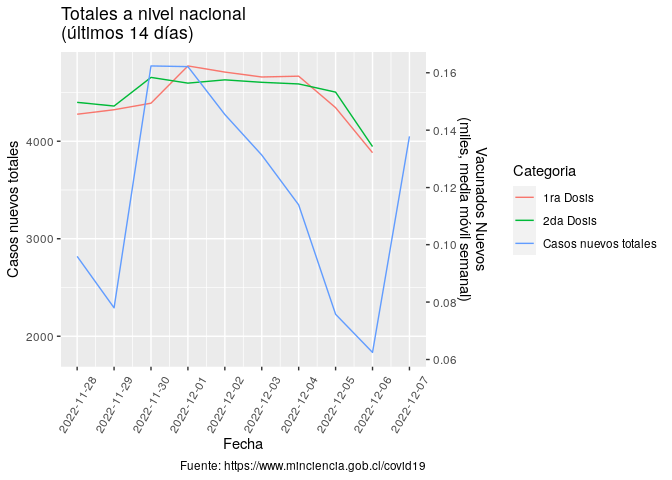 Totales a nivel nacional
(últimos 14 días)
Casos nuevos totales
4000
3000
2000
0.16
0.14
0.12
0.10
0.08
0.06
Vacunados Nuevos
(miles, media móvil semanal)
2022-11-28
2022-11-29
2022-11-30
2022-12-01
2022-12-02
2022-12-03
2022-12-04
2022-12-05
2022-12-06
2022-12-07
Fecha
Categoria
1ra Dosis
2da Dosis
Casos nuevos totales
Fuente: https://www.minciencia.gob.cl/covid19